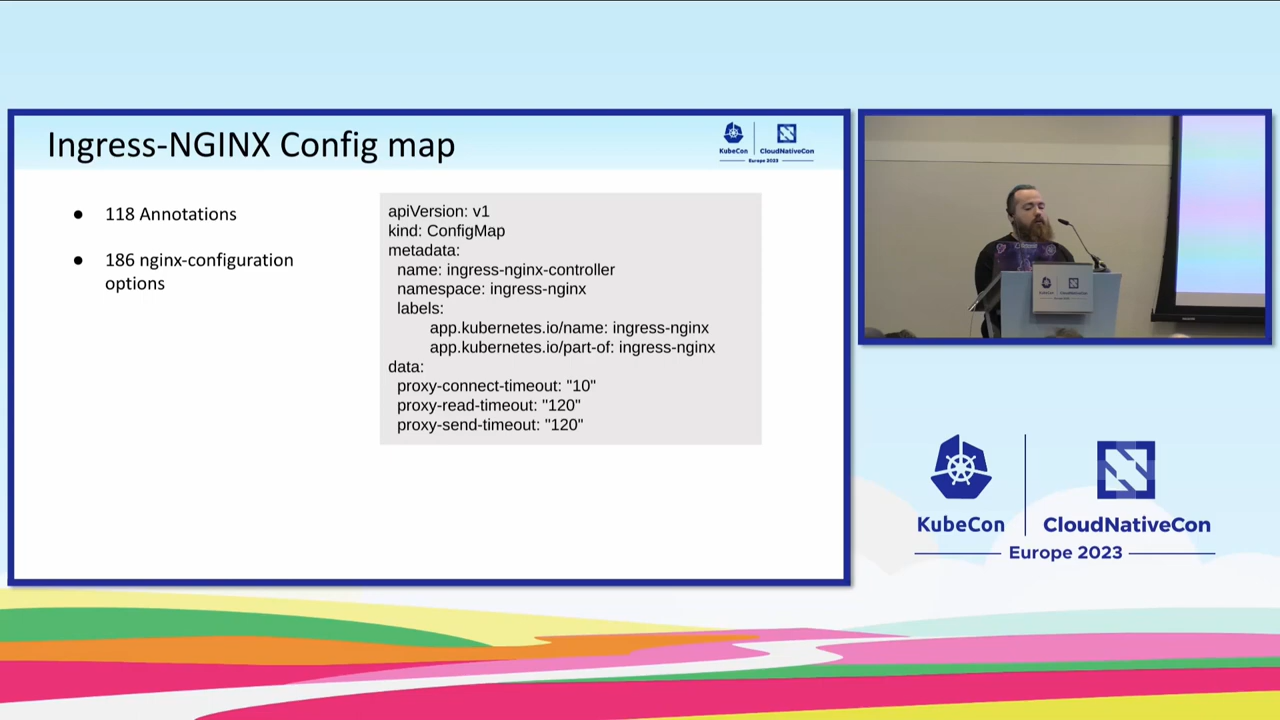 Ingress-NGINX Config map
KubeCon
CloudNativeCon
Europe 2023
● 118 Annotations
● 186 nginx-configuration
options
apiVersion: v1
kind: ConfigMap
metadata:
name: ingress-nginx-controller
namespace: ingress-nginx
labels:
app.kubernetes.io/name: ingress-nginx
app.kubernetes.io/part-of: ingress-nginx
data:
proxy-connect-timeout: "10"
proxy-read-timeout: "120"
proxy-send-timeout: "120"
KubeCon
CloudNativeCon
Europe 2023